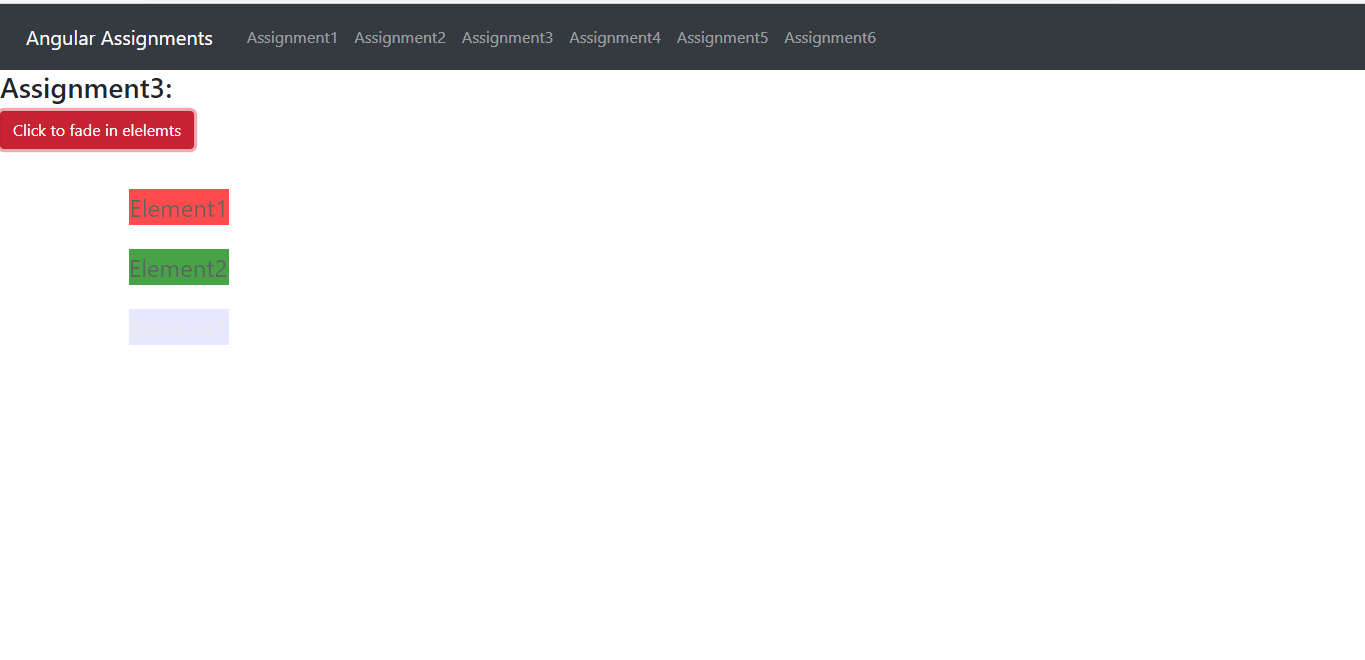 Angular Assignments Assignment1 Assignment2 Assignment3 Assignment4 Assignment5 Assignment6
Assignment3:
Click to fade in elelemts
Element1
Element2